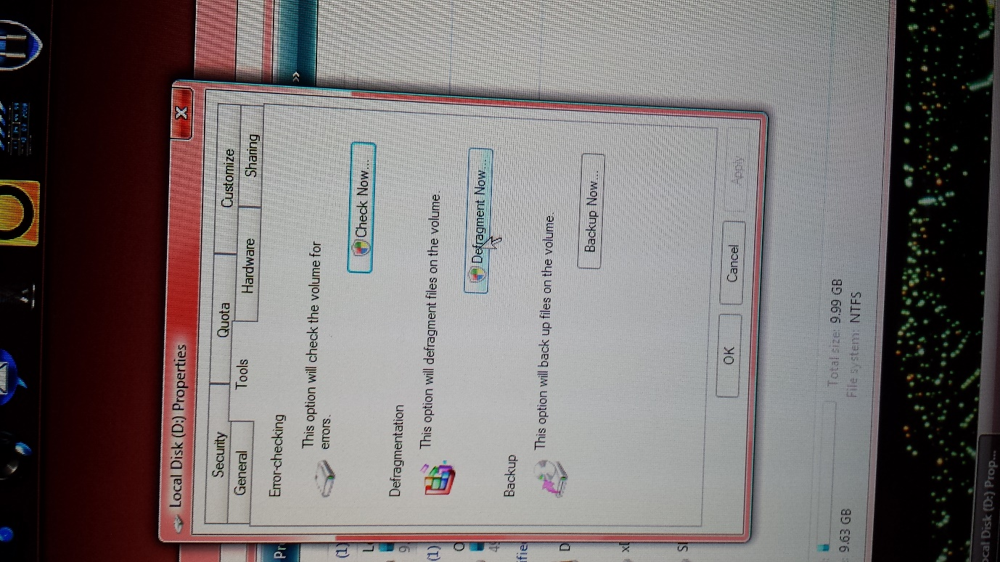 Local Disk (D:) Properties
Security
Quota
Customize
General
Tools
Hardware
Sharing
Error-checking
This option will check the volume for
errors.
Check Now...
Defragmentation
This option will defragment files on the volume.
Defragment Now...
Backup
This option will back up files on the volume.
Backup Now...
OK
Cancel
Apply
Total size: 9.99 GB
9.63 GB
File system: NTFS